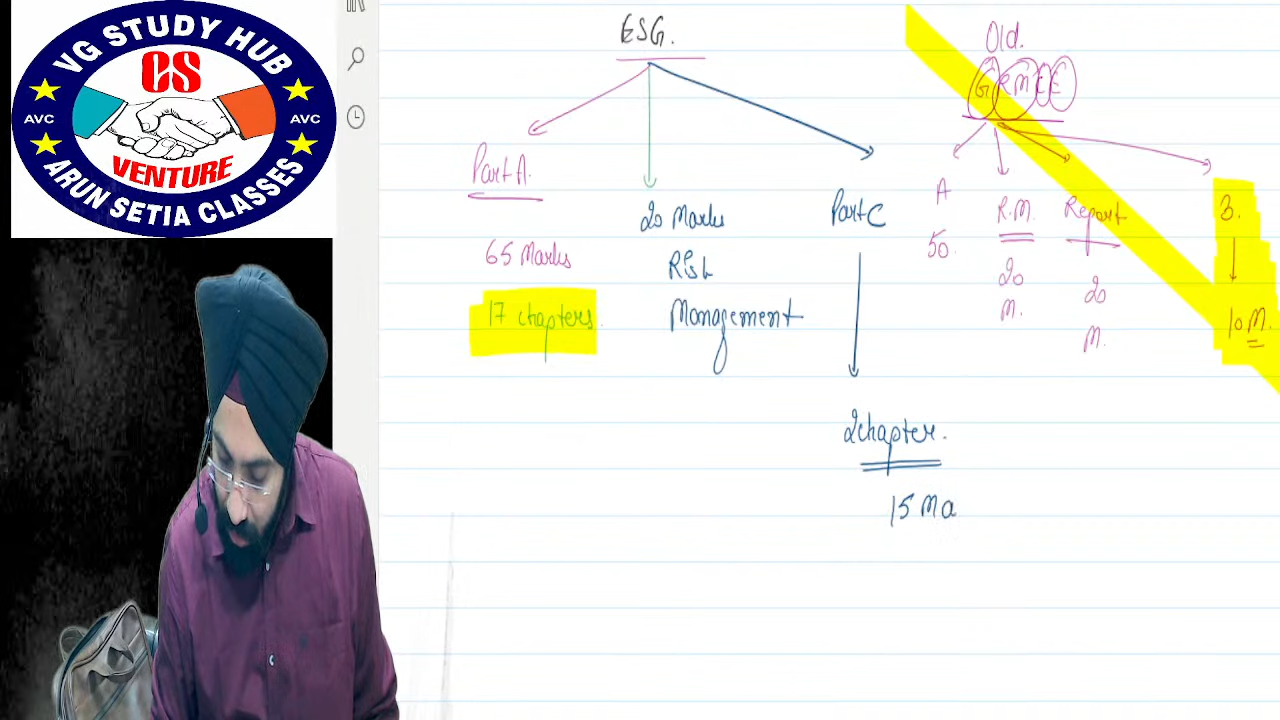 VG STUDY HUB
CS
AVC
AVC
VENTURE
ARUN SETIA CLASSES
ESG.
Part A.
65 Marks
17 chapters.
20 Marks
Risk
Management
Part C
2 chapter.
15 Ma
Old.
G RM E E
A
50.
R.M.
20
M.
Report
20
M.
3.
10 M.